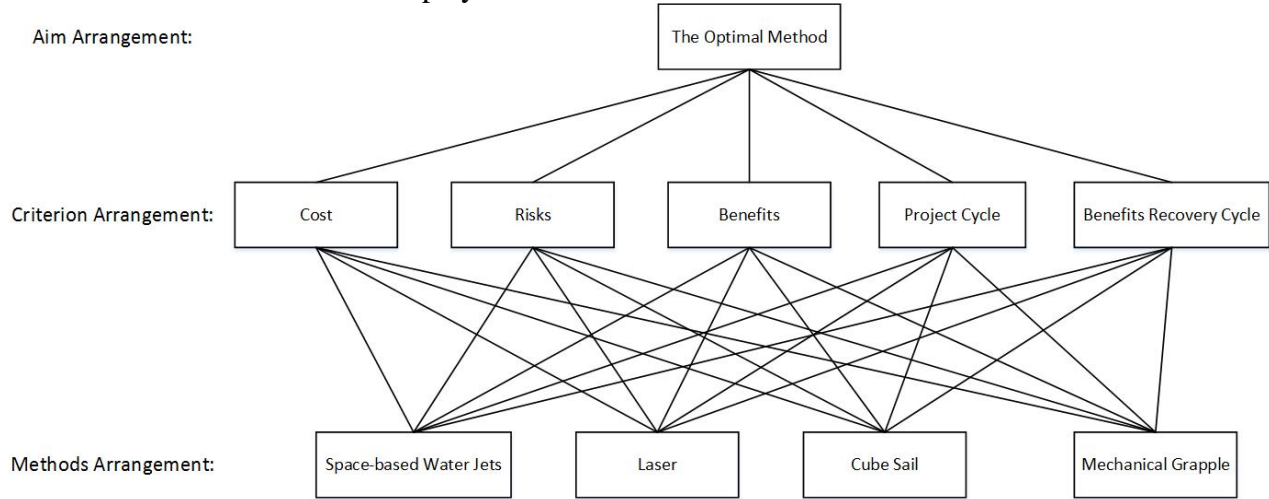 Aim Arrangement:
The Optimal Method
Criterion Arrangement:
Cost
Risks
Benefits
Project Cycle
Benefits Recovery Cycle
Methods Arrangement:
Space-based Water Jets
Laser
Cube Sail
Mechanical Grapple